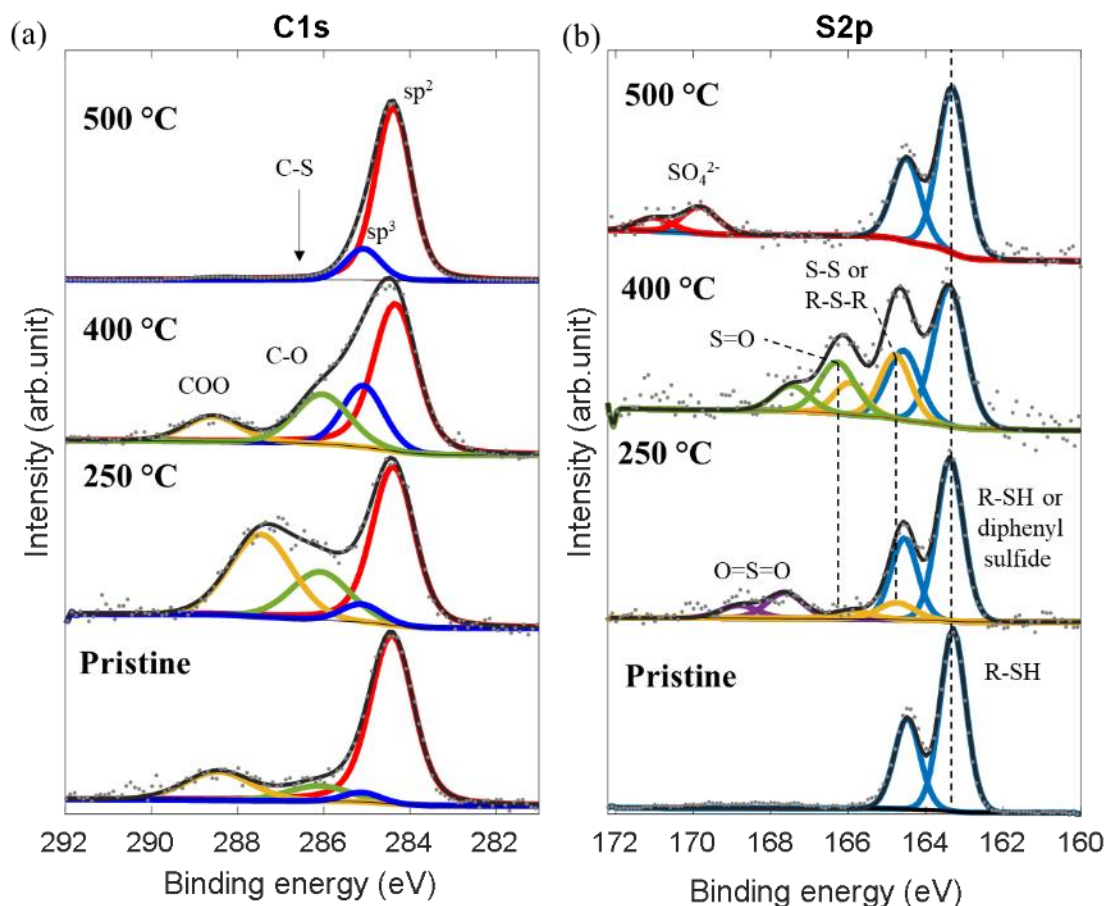 (a)
C1s
500 °C
sp²
C-S
sp³
400 °C
C-O
COO
250 °C
Pristine
Intensity (arb.unit)
292 290 288 286 284 282
Binding energy (eV)
(b)
S2p
500 °C
SO₄²⁻
S-S or
R-S-R
400 °C
S=O
250 °C
R-SH or
diphenyl
sulfide
O=S=O
Pristine
R-SH
Intensity (arb.unit)
172 170 168 166 164 162 160
Binding energy (eV)